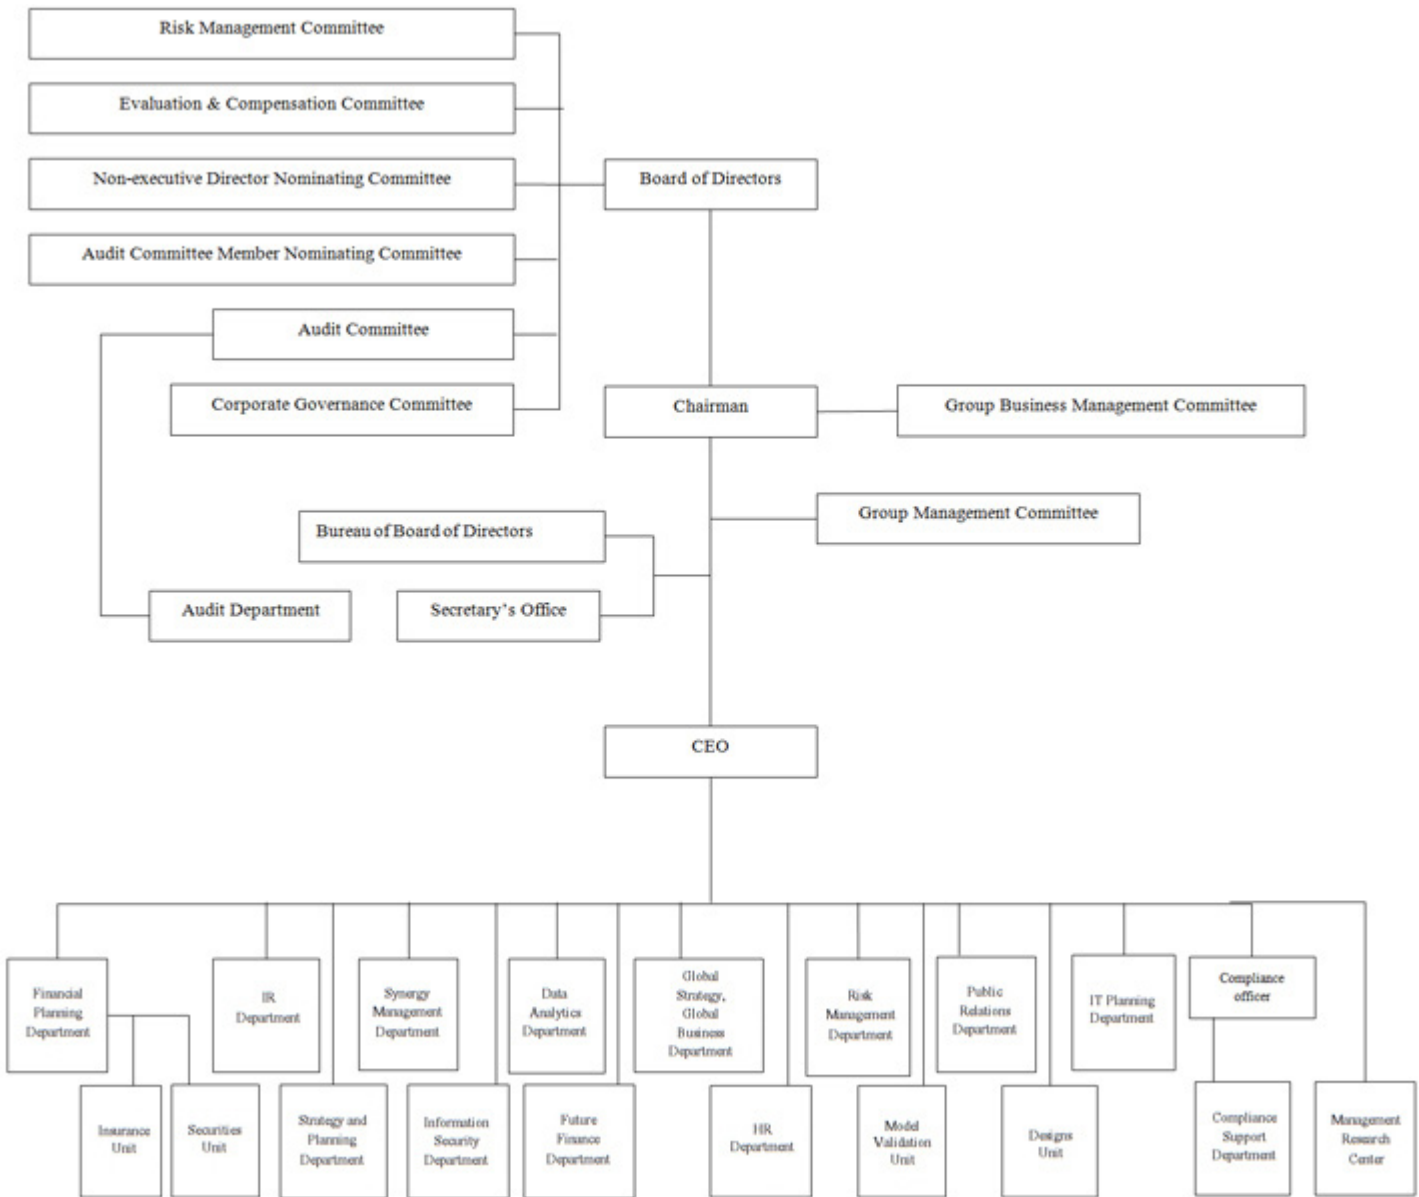 Risk Management Committee
Evaluation & Compensation Committee
Non-executive Director Nominating Committee
Board of Directors
Audit Committee Member Nominating Committee
Audit Committee
Corporate Governance Committee
Chairman
Group Business Management Committee
Group Management Committee
Bureau of Board of Directors
Audit Department
Secretary's Office
CEO
Financial
Planning
Department
IR
Department
Synergy
Management
Department
Data
Analytics
Department
Global
Strategy,
Global
Business
Department
Risk
Management
Department
Public
Relations
Department
IT Planning
Department
Compliance
officer
Insurance
Unit
Securities
Unit
Strategy and
Planning
Department
Information
Security
Department
Future
Finance
Department
HR
Department
Model
Validation
Unit
Designs
Unit
Compliance
Support
Department
Management
Research
Center